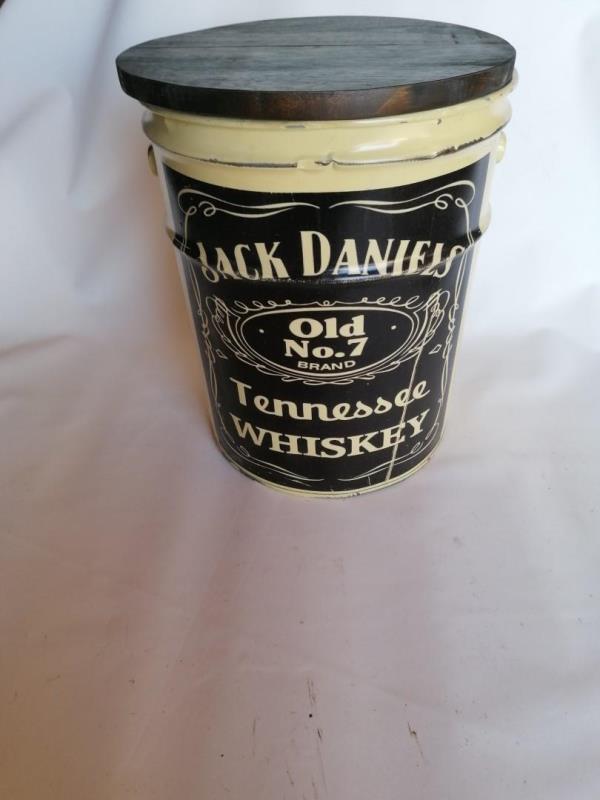 JACK DANIELS
Old
No.7
BRAND
Tennessee
WHISKEY